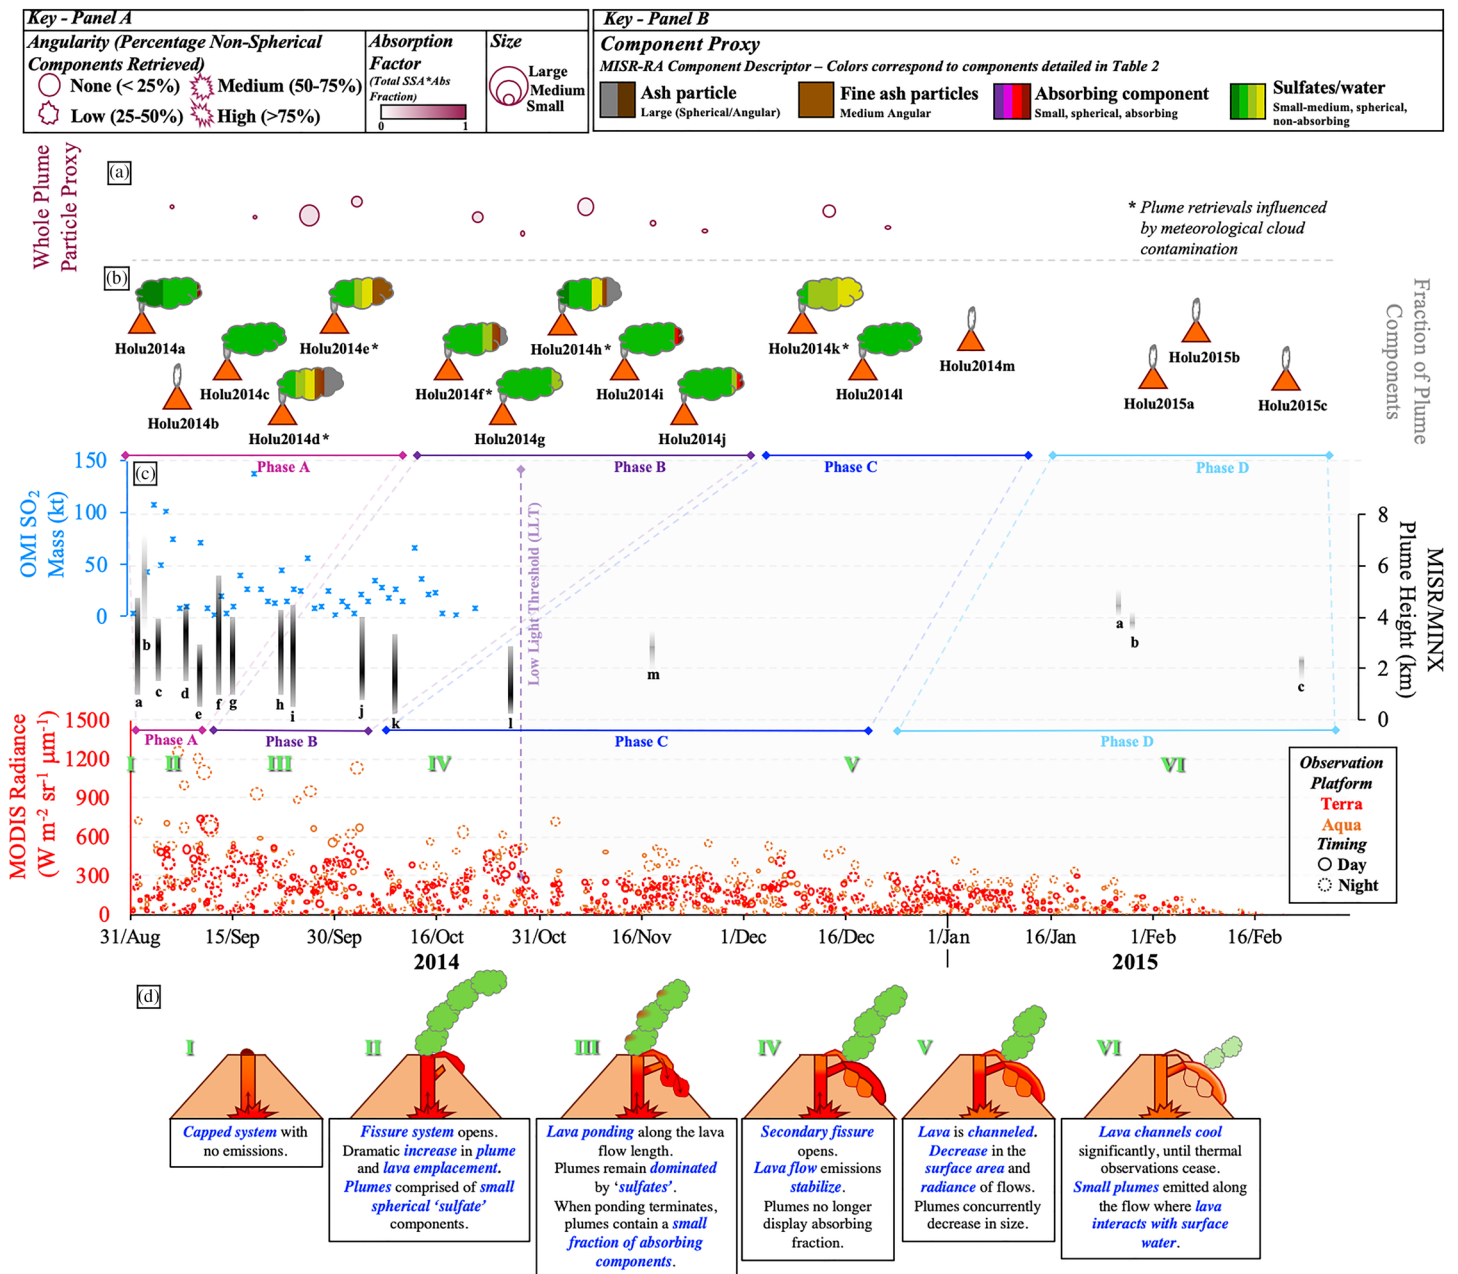 Key - Panel A
Angularity (Percentage Non-Spherical
Components Retrieved)
None (< 25%)
Medium (50-75%)
Low (25-50%)
High (>75%)
Absorption
Factor
(Total SSA*Abs
Fraction)
0
1
Size
Large
Medium
Small
Key - Panel B
Component Proxy
MISR-RA Component Descriptor – Colors correspond to components detailed in Table 2
Ash particle
Large (Spherical/Angular)
Fine ash particles
Medium Angular
Absorbing component
Small, spherical, absorbing
Sulfates/water
Small-medium, spherical,
non-absorbing
Whole Plume
Particle Proxy
(a)
* Plume retrievals influenced
by meteorological cloud
contamination
(b)
Fraction of Plume
Components
Holu2014a
Holu2014b
Holu2014c
Holu2014d*
Holu2014e*
Holu2014f*
Holu2014g
Holu2014h*
Holu2014i
Holu2014j
Holu2014k*
Holu2014l
Holu2014m
Holu2015a
Holu2015b
Holu2015c
Phase A
Phase B
Phase C
Phase D
(c)
OMI SO2
Mass (kt)
150
100
50
0
Low Light Threshold (LLT)
MISR/MINX
Plume Height (km)
8
6
4
2
0
a
b
c
d
e
f
g
h
i
j
k
l
m
a
b
c
Phase A
Phase B
Phase C
Phase D
MODIS Radiance
(W m-2 sr-1 μm-1)
1500
1200
900
600
300
0
I
II
III
IV
V
VI
Observation
Platform
Terra
Aqua
Timing
Day
Night
31/Aug
15/Sep
30/Sep
16/Oct
31/Oct
16/Nov
1/Dec
16/Dec
1/Jan
16/Jan
1/Feb
16/Feb
2014
2015
(d)
I
Capped system with
no emissions.
II
Fissure system opens.
Dramatic increase in plume
and lava emplacement.
Plumes comprised of small
spherical ‘sulfate’
components.
III
Lava ponding along the lava
flow length.
Plumes remain dominated
by ‘sulfates’.
When ponding terminates,
plumes contain a small
fraction of absorbing
components.
IV
Secondary fissure
opens.
Lava flow emissions
stabilize.
Plumes no longer
display absorbing
fraction.
V
Lava is channeled.
Decrease in the
surface area and
radiance of flows.
Plumes concurrently
decrease in size.
VI
Lava channels cool
significantly, until thermal
observations cease.
Small plumes emitted along
the flow where lava
interacts with surface
water.